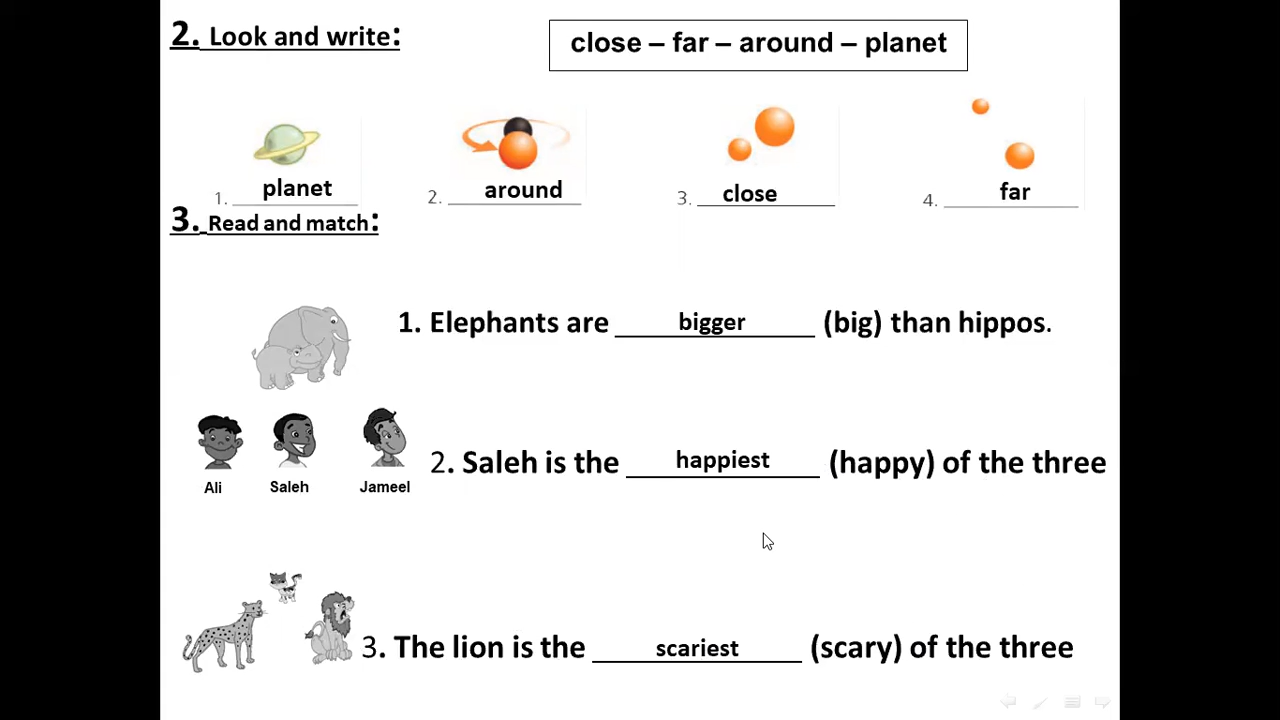 2. Look and write:
close – far – around – planet
1. planet
2. around
3. close
4. far
3. Read and match:
1. Elephants are bigger (big) than hippos.
Ali Saleh Jameel
2. Saleh is the happiest (happy) of the three
3. The lion is the scariest (scary) of the three